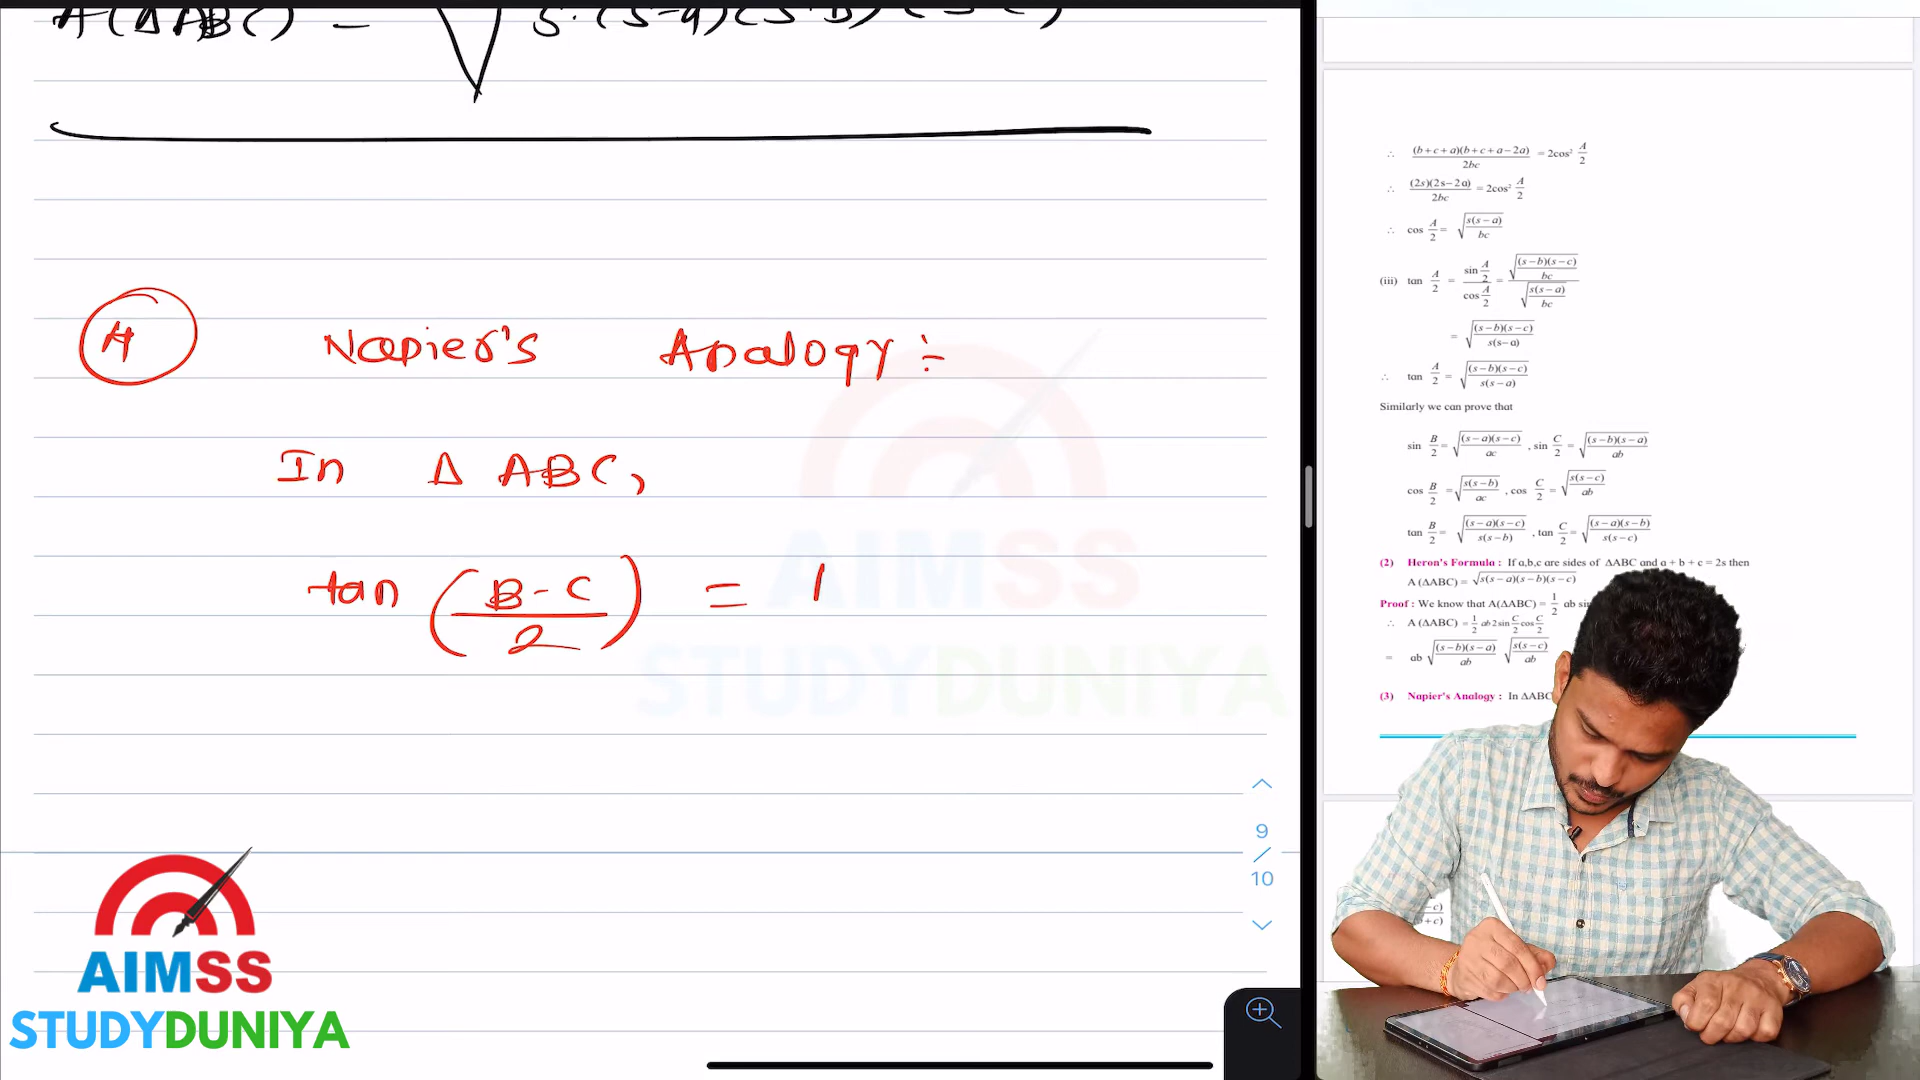 A(ΔABC) = √s.(s-a)(s-b)(s-c)
4 Napier's Analogy :-
In Δ ABC,
tan ((B-C)/2) = 1
AIMSS
STUDYDUNIYA
9
/
10
AIMSS
STUDYDUNIYA
∴ (b+c+a)(b+c+a-2a)/2bc = 2cos² A/2
∴ (2s)(2s-2a)/2bc = 2cos² A/2
∴ cos A/2 = √(s(s-a)/bc)
(iii) tan A/2 = sin A/2 / cos A/2 = √((s-b)(s-c)/bc) / √(s(s-a)/bc)
= √((s-b)(s-c)/s(s-a))
∴ tan A/2 = √((s-b)(s-c)/s(s-a))
Similarly we can prove that
sin B/2 = √((s-a)(s-c)/ac) , sin C/2 = √((s-b)(s-a)/ab)
cos B/2 = √(s(s-b)/ac) , cos C/2 = √(s(s-c)/ab)
tan B/2 = √((s-a)(s-c)/s(s-b)) , tan C/2 = √((s-a)(s-b)/s(s-c))
(2) Heron's Formula : If a,b,c are sides of ΔABC and a + b + c = 2s then
A (ΔABC) = √s(s-a)(s-b)(s-c)
Proof : We know that A(ΔABC) = 1/2 ab
∴ A (ΔABC) = 1/2 ab 2sin C/2 cos C/2
= ab √((s-b)(s-a)/ab) √(s(s-c)/ab)
(3) Napier's Analogy : In ΔABC